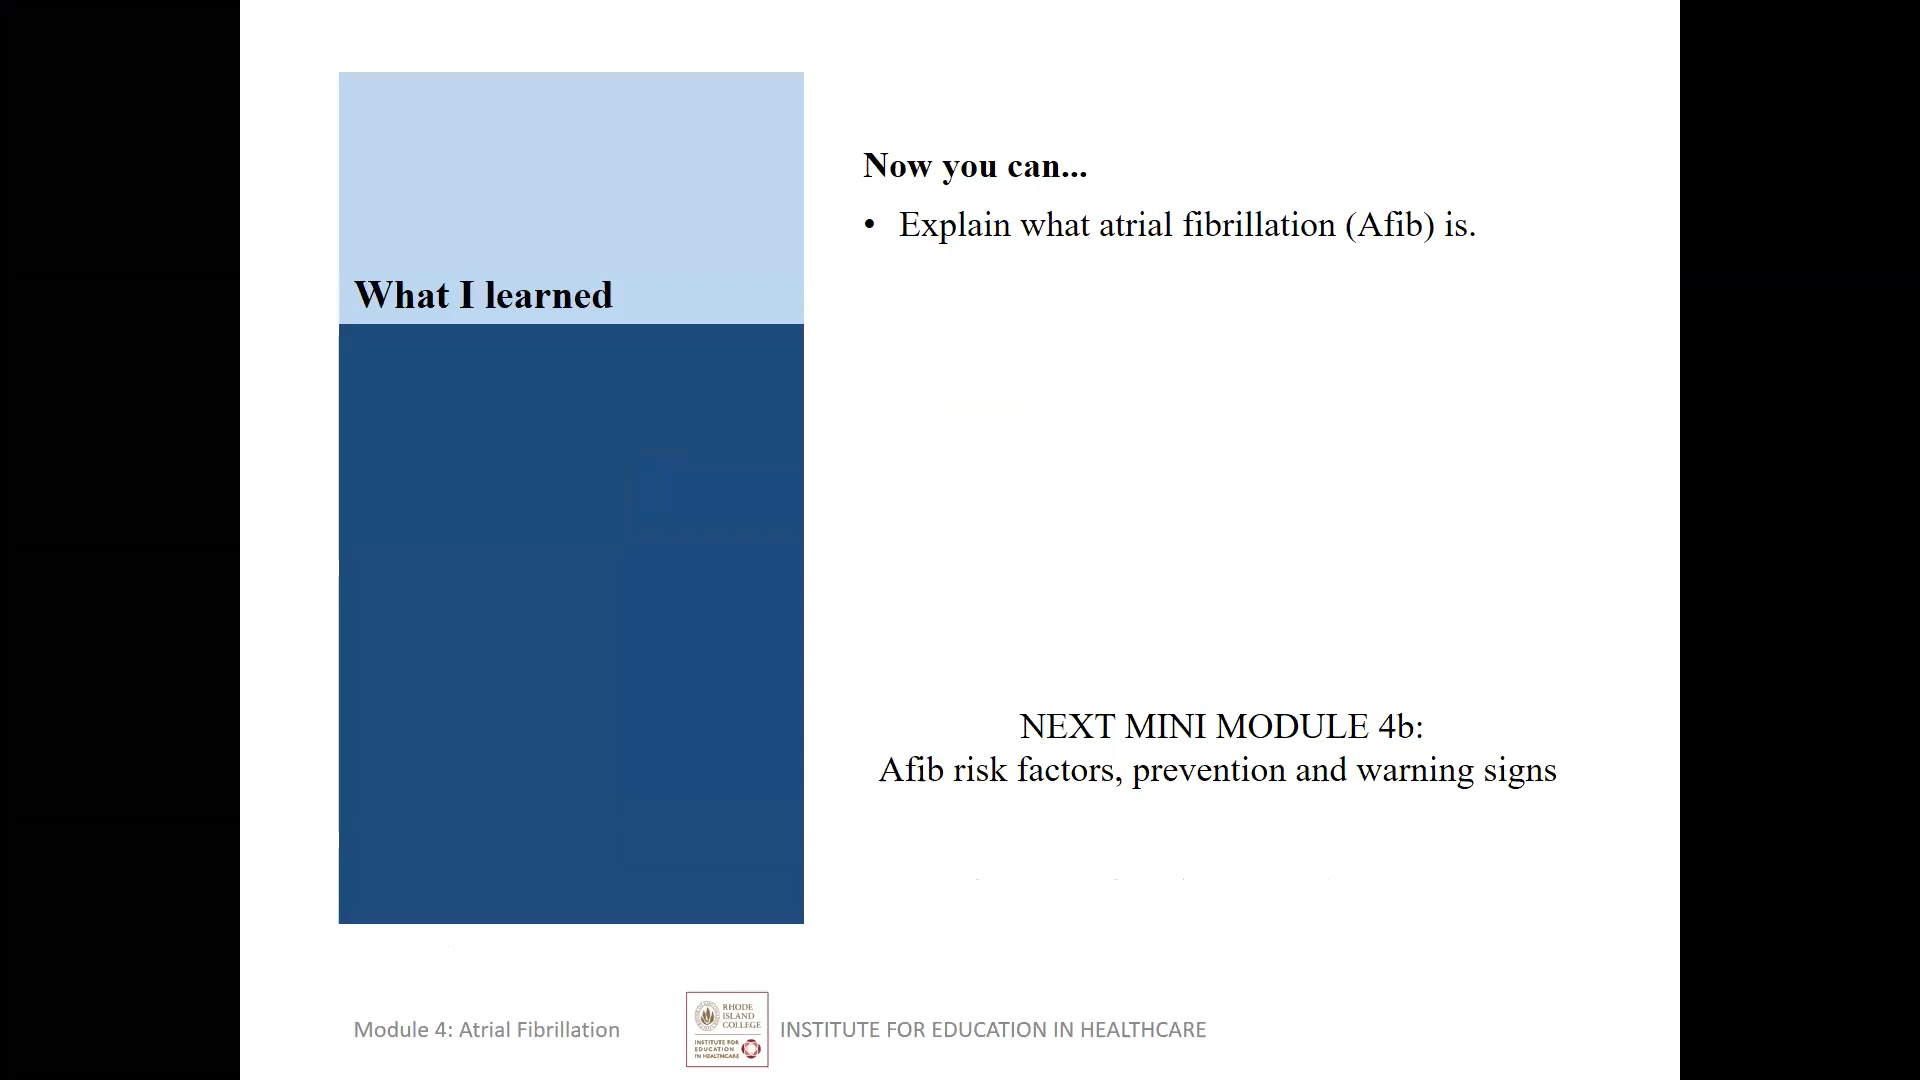 What I learned
Now you can...
• Explain what atrial fibrillation (Afib) is.
NEXT MINI MODULE 4b:
Afib risk factors, prevention and warning signs
Module 4: Atrial Fibrillation
RHODE
ISLAND
COLLEGE
INSTITUTE FOR
EDUCATION
IN HEALTHCARE
INSTITUTE FOR EDUCATION IN HEALTHCARE